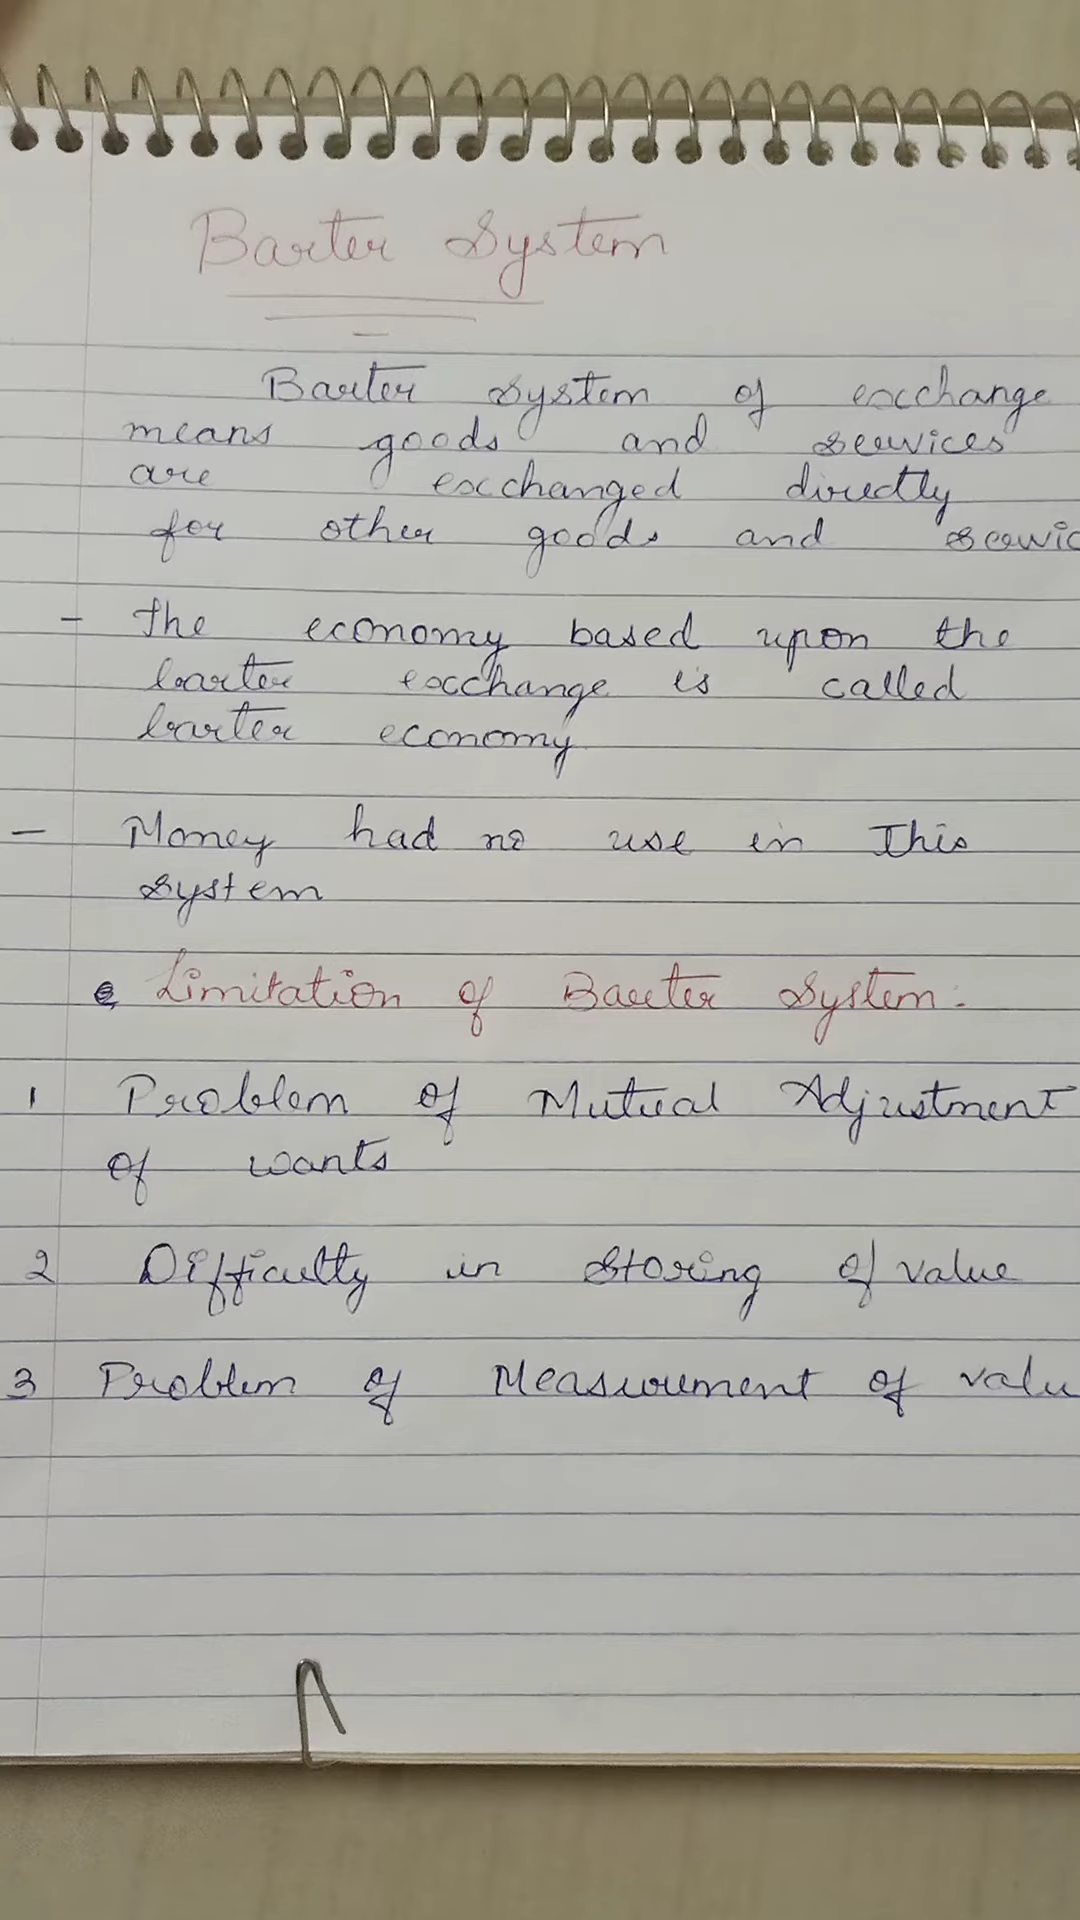 Barter System
Barter system of exchange
means goods and services
are exchanged directly
for other goods and servic
- The economy based upon the
barter exchange is called
barter economy
- Money had no use in This
system
Limitation of Barter System.
1 Problem of Mutual Adjustment
of wants
2 Difficulty in storing of value
3 Problem of Measurement of valu